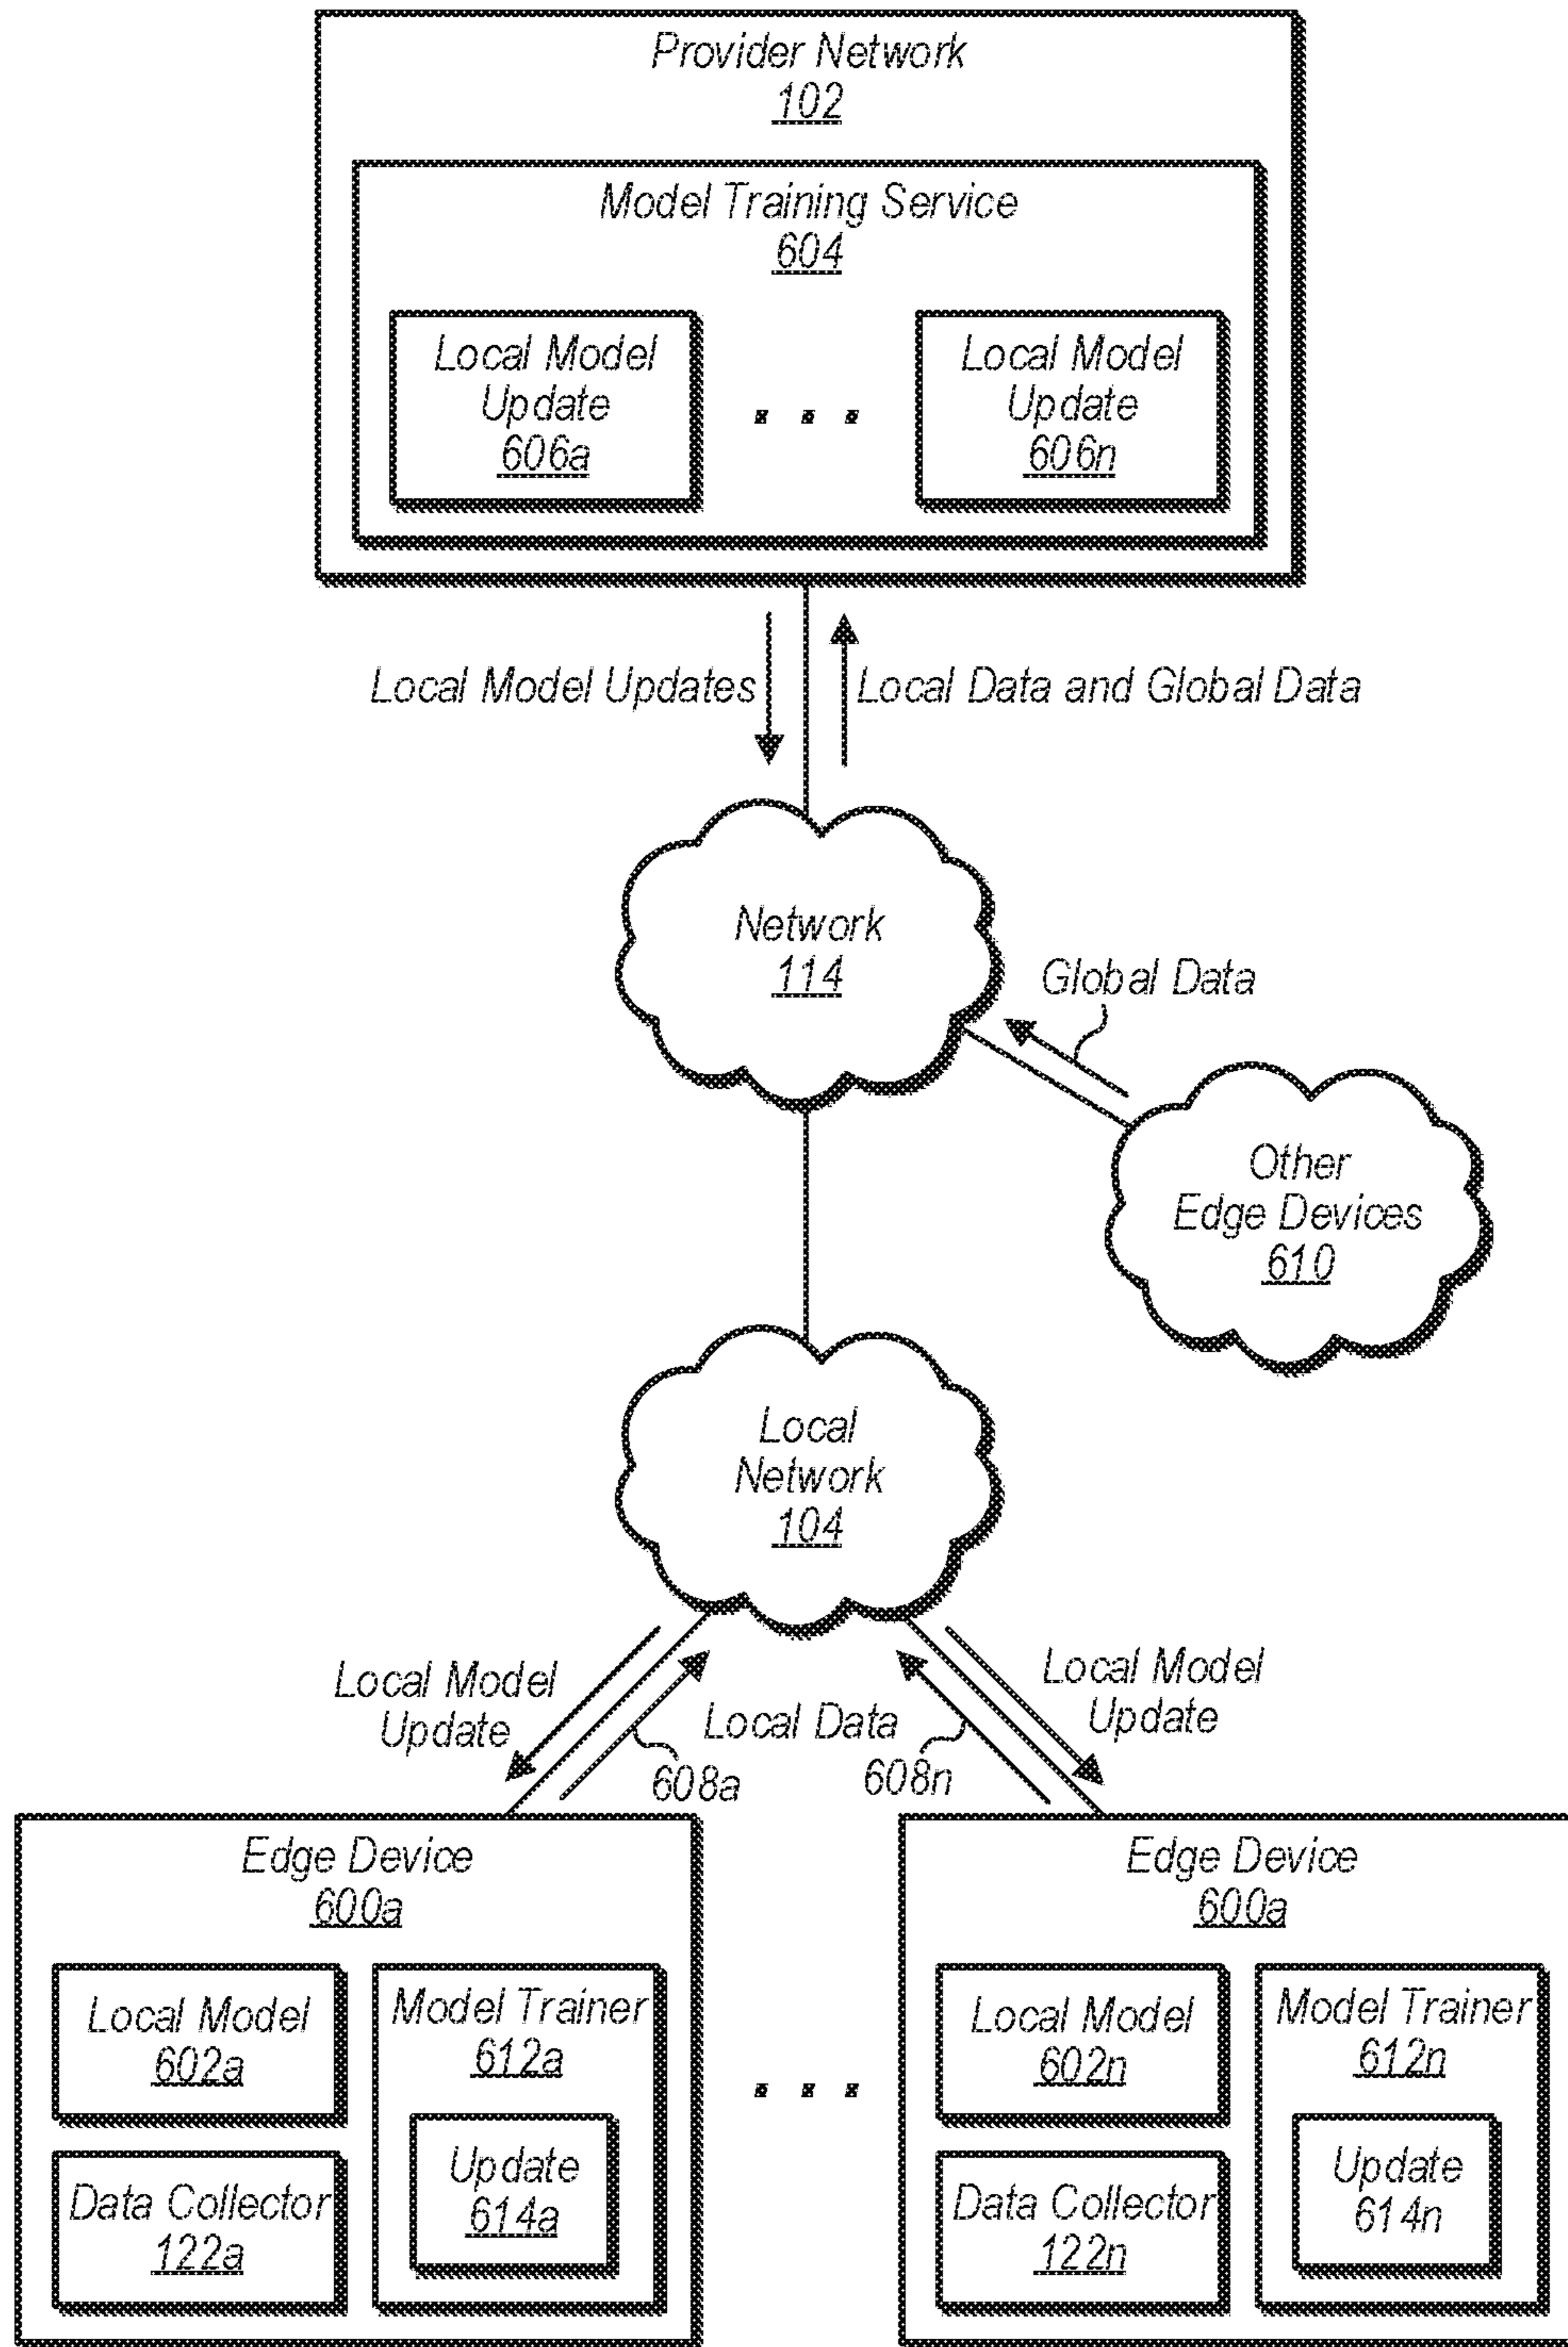 Provider Network
102
Model Training Service
604
Local Model
Update
606a
. . .
Local Model
Update
606n
Local Model Updates
Local Data and Global Data
Network
114
Global Data
Other
Edge Devices
610
Local
Network
104
Local Model
Update
Local Data
608a
608n
Local Model
Update
Edge Device
600a
Local Model
602a
Data Collector
122a
Model Trainer
612a
Update
614a
. . .
Edge Device
600a
Local Model
602n
Data Collector
122n
Model Trainer
612n
Update
614n